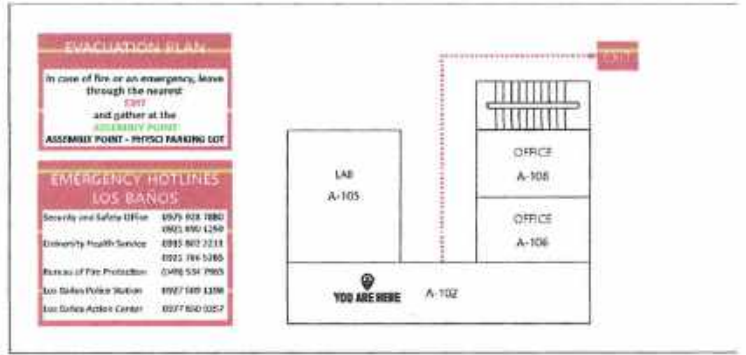 EVACUATION PLAN
In case of fire or an emergency, leave
through the nearest
EXIT
and gather at the
ASSEMBLY POINT
ASSEMBLY POINT - PHYSCI PARKING LOT
EMERGENCY HOTLINES
LOS BAÑOS
Security and Safety Office
University Health Service
Bureau of Fire Protection
Los Baños Police Station
Los Baños Action Center
EXIT
OFFICE
A-108
LAB
A-105
OFFICE
A-106
YOU ARE HERE
A-102